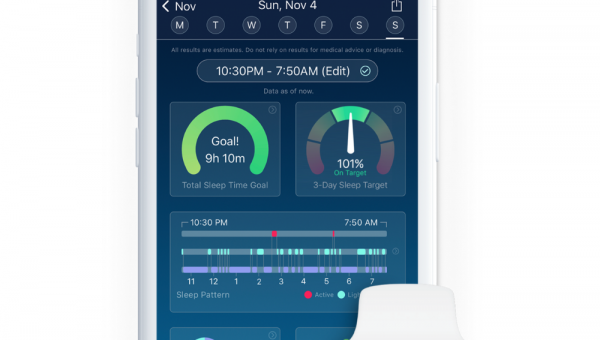 Nov
Sun, Nov 4
M T W T F S S
All results are estimates. Do not rely on results for medical advice or diagnosis.
10:30PM - 7:50AM (Edit)
Data as of now.
Goal!
9h 10m
Total Sleep Time Goal
101%
On Target
3-Day Sleep Target
10:30 PM
7:50 AM
11 12 1 2 3 4 5 6 7
Sleep Pattern
Active